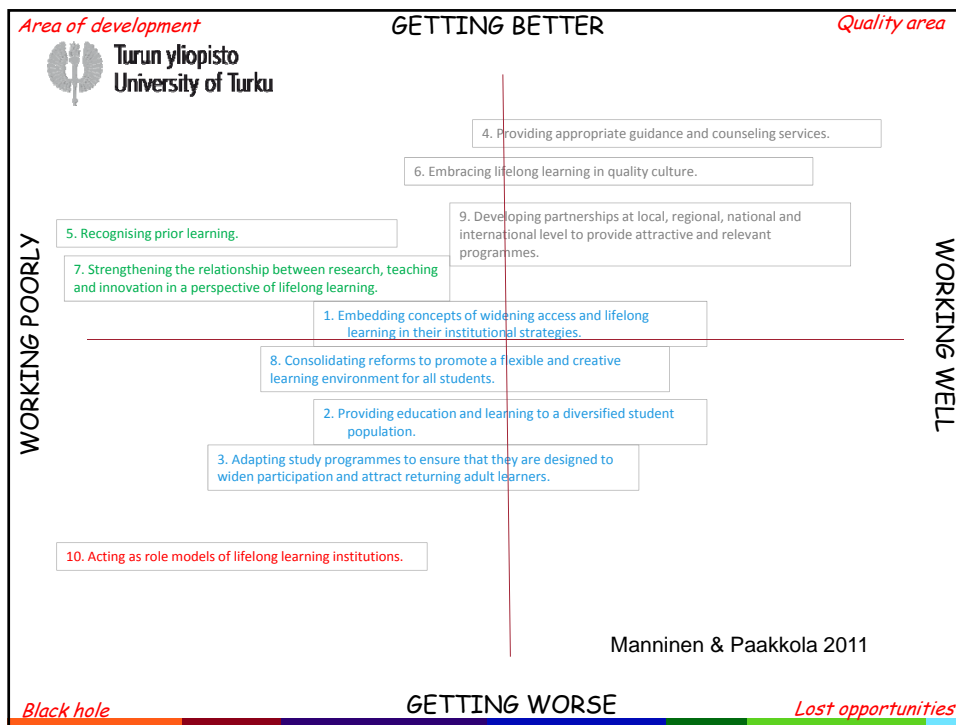 Area of development
GETTING BETTER
Quality area
Turun yliopisto
University of Turku
4. Providing appropriate guidance and counseling services.
6. Embracing lifelong learning in quality culture.
9. Developing partnerships at local, regional, national and
international level to provide attractive and relevant
programmes.
5. Recognising prior learning.
7. Strengthening the relationship between research, teaching
and innovation in a perspective of lifelong learning.
WORKING POORLY
WORKING WELL
1. Embedding concepts of widening access and lifelong
learning in their institutional strategies.
8. Consolidating reforms to promote a flexible and creative
learning environment for all students.
2. Providing education and learning to a diversified student
population.
3. Adapting study programmes to ensure that they are designed to
widen participation and attract returning adult learners.
10. Acting as role models of lifelong learning institutions.
Manninen & Paakkola 2011
Black hole
GETTING WORSE
Lost opportunities